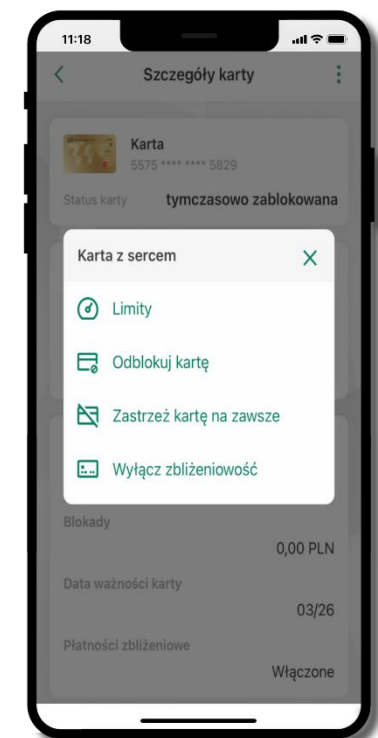 11:18
Szczegóły karty
Karta
5575 **** **** 5829
Status karty tymczasowo zablokowana
Karta z sercem
Limity
Odblokuj kartę
Zastrzeż kartę na zawsze
Wyłącz zbliżeniowość
Blokady
0,00 PLN
Data ważności karty
03/26
Płatności zbliżeniowe
Włączone